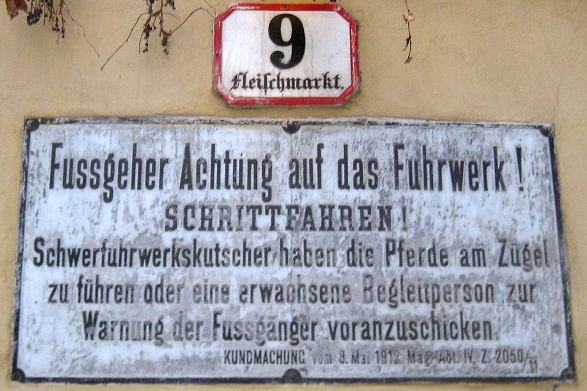 9
Fleischmarkt.
Fussgeher Achtung auf das Fuhrwerk!
SCHRITTFAHREN!
Schwerfuhrwerkskutscher haben die Pferde am Zügel
zu führen oder eine erwachsene Begleitperson zur
Warnung der Fussgänger voranzuschicken.
KUNDMACHUNG vom 8. Mai 1912. Mag. Abt. IV. Z. 2050/11